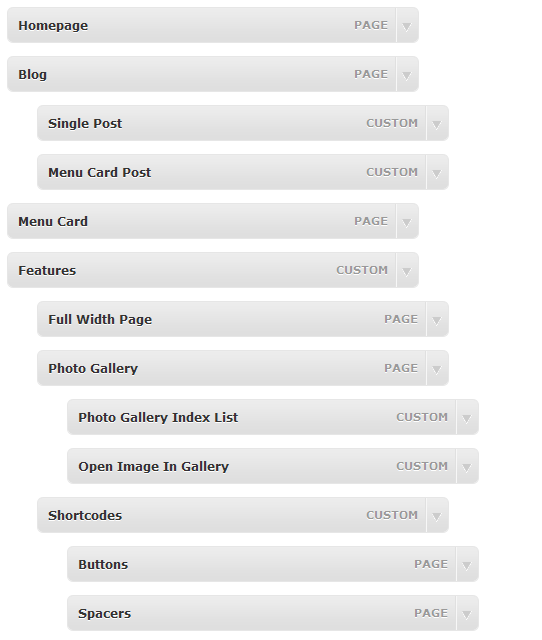 Homepage PAGE
Blog PAGE
Single Post CUSTOM
Menu Card Post CUSTOM
Menu Card PAGE
Features CUSTOM
Full Width Page PAGE
Photo Gallery PAGE
Photo Gallery Index List CUSTOM
Open Image In Gallery CUSTOM
Shortcodes CUSTOM
Buttons PAGE
Spacers PAGE